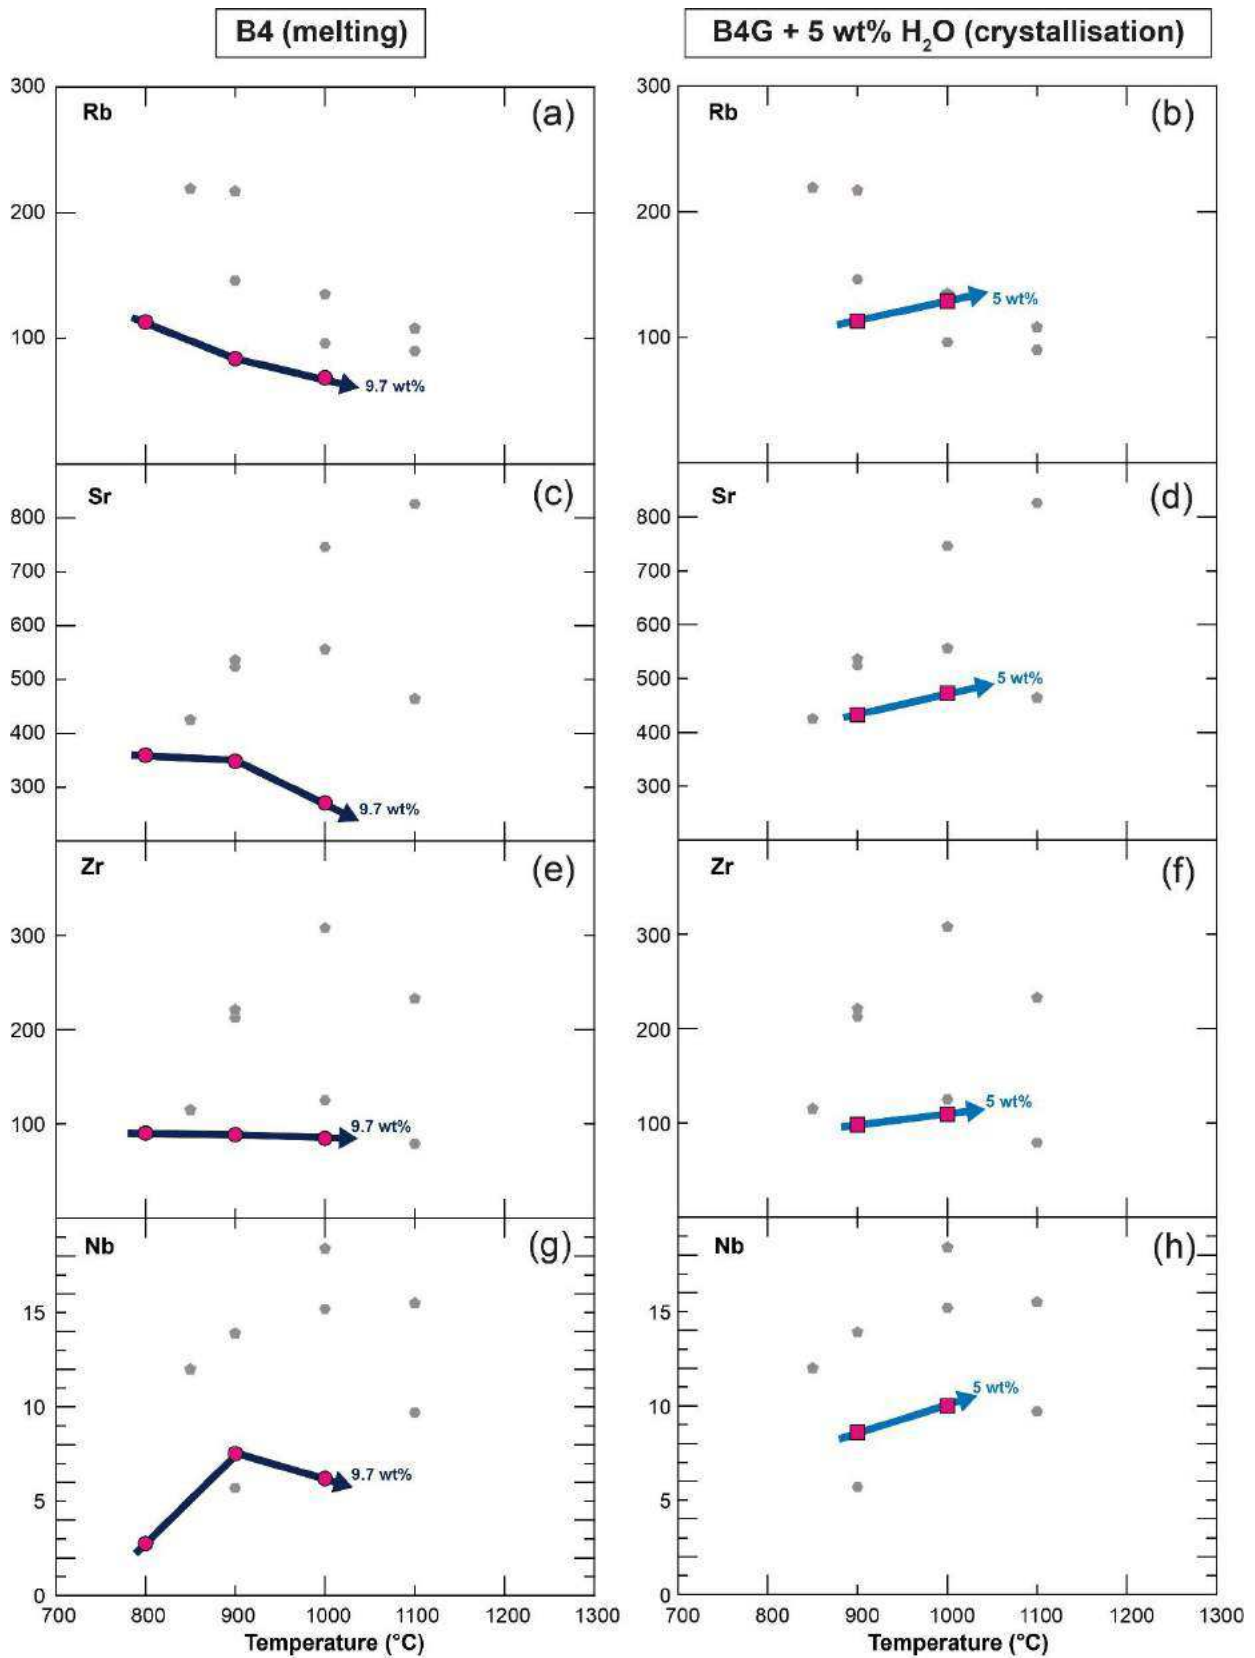 B4 (melting)
B4G + 5 wt% H₂O (crystallisation)
300
Rb
(a)
200
100
9.7 wt%
300
Rb
(b)
200
100
5 wt%
Sr
(c)
800
700
600
500
400
300
9.7 wt%
Sr
(d)
800
700
600
500
400
300
5 wt%
Zr
(e)
300
200
100
9.7 wt%
Zr
(f)
300
200
100
5 wt%
Nb
(g)
15
10
5
0
9.7 wt%
700 800 900 1000 1100 1200 1300
Temperature (°C)
Nb
(h)
15
10
5
0
5 wt%
700 800 900 1000 1100 1200 1300
Temperature (°C)